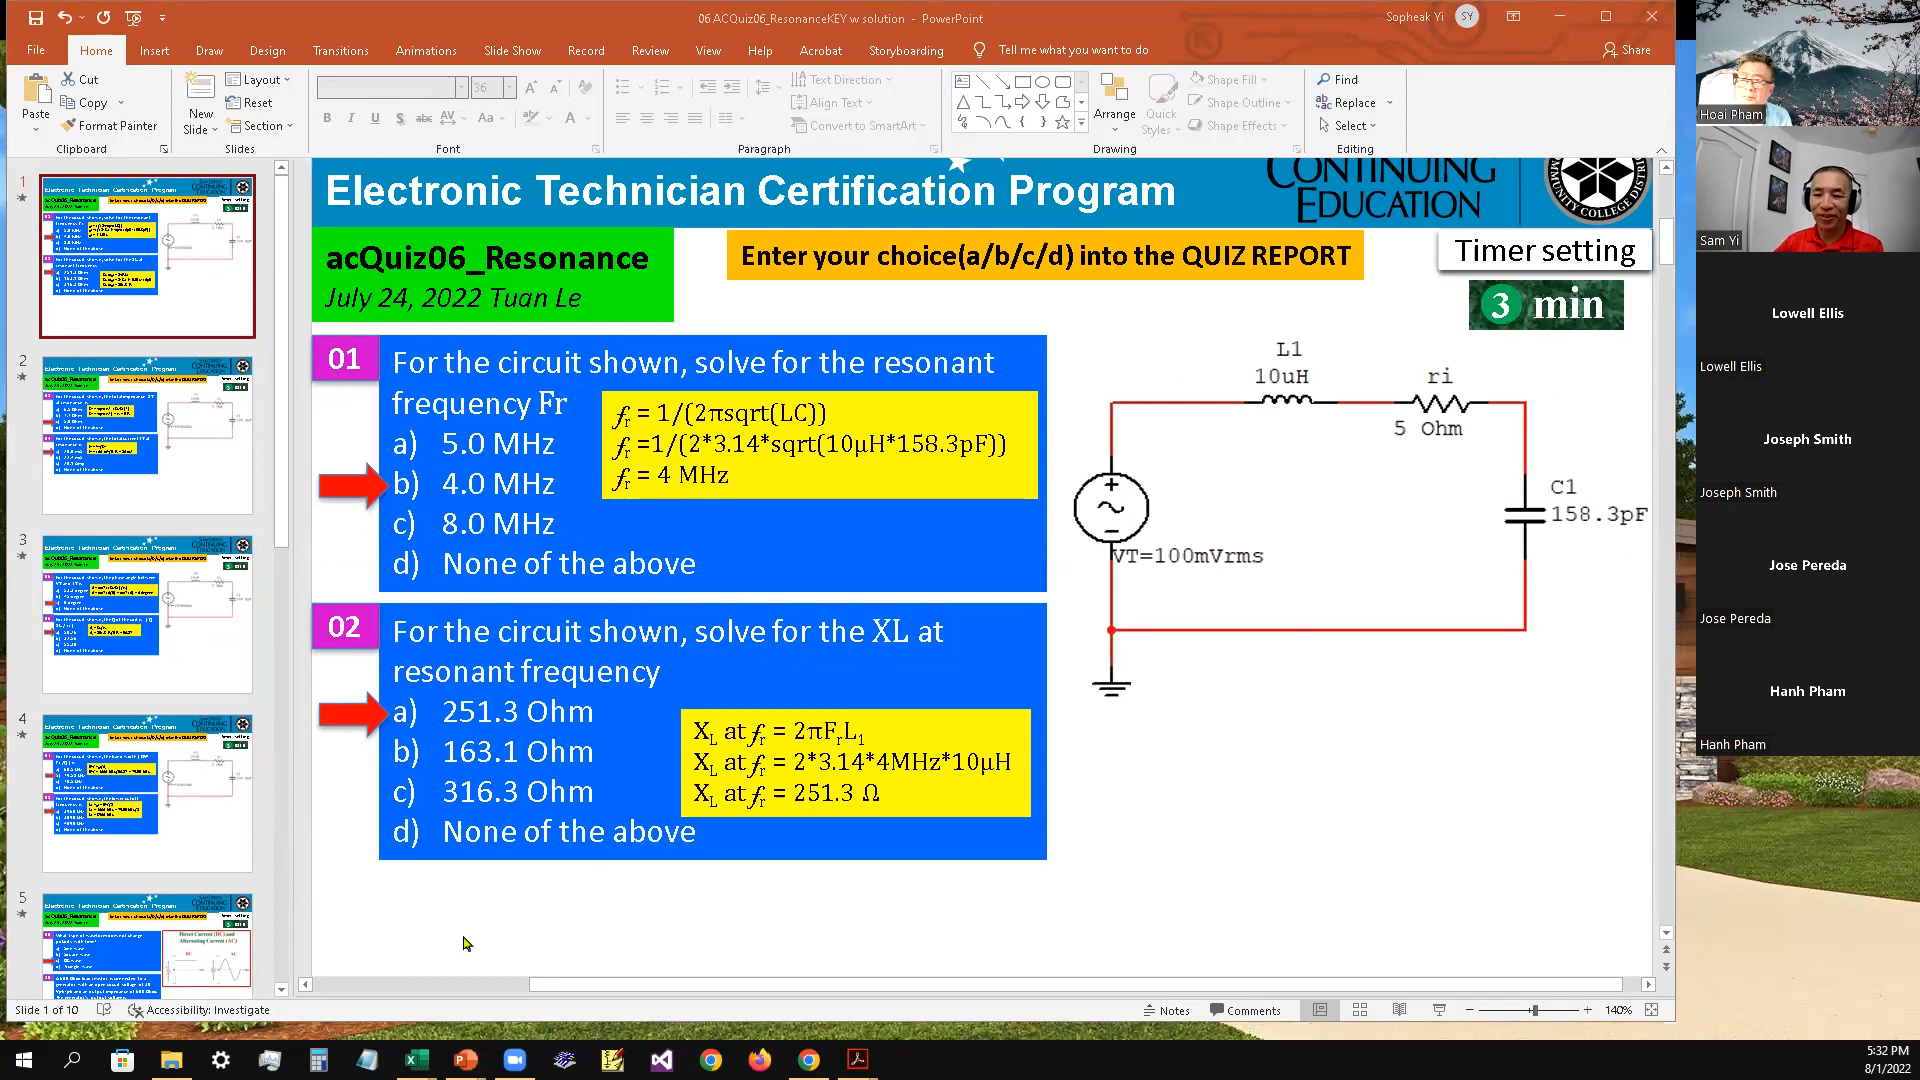 06 ACQuiz06_ResonanceKEY w solution - PowerPoint
Sopheak Yi
SY
File
Home
Insert
Draw
Design
Transitions
Animations
Slide Show
Record
Review
View
Help
Acrobat
Storyboarding
Tell me what you want to do
Share
Paste
Cut
Copy
Format Painter
Clipboard
New
Slide
Layout
Reset
Section
Slides
36
Font
Text Direction
Align Text
Convert to SmartArt
Paragraph
Arrange
Quick
Styles
Shape Fill
Shape Outline
Shape Effects
Drawing
Find
Replace
Select
Editing
1
2
3
4
5
Electronic Technician Certification Program
CONTINUING
EDUCATION
acQuiz06_Resonance
July 24, 2022 Tuan Le
Enter your choice(a/b/c/d) into the QUIZ REPORT
Timer setting
3 min
01
For the circuit shown, solve for the resonant
frequency Fr
a) 5.0 MHz
b) 4.0 MHz
c) 8.0 MHz
d) None of the above
fr = 1/(2πsqrt(LC))
fr =1/(2*3.14*sqrt(10µH*158.3pF))
fr = 4 MHz
02
For the circuit shown, solve for the XL at
resonant frequency
a) 251.3 Ohm
b) 163.1 Ohm
c) 316.3 Ohm
d) None of the above
XL at fr = 2πFrL1
XL at fr = 2*3.14*4MHz*10µH
XL at fr = 251.3 Ω
L1
10uH
ri
5 Ohm
C1
158.3pF
VT=100mVrms
Slide 1 of 10
Accessibility: Investigate
Notes
Comments
140%
Hoai Pham
Sam Yi
Lowell Ellis
Lowell Ellis
Joseph Smith
Joseph Smith
Jose Pereda
Jose Pereda
Hanh Pham
Hanh Pham
5:32 PM
8/1/2022